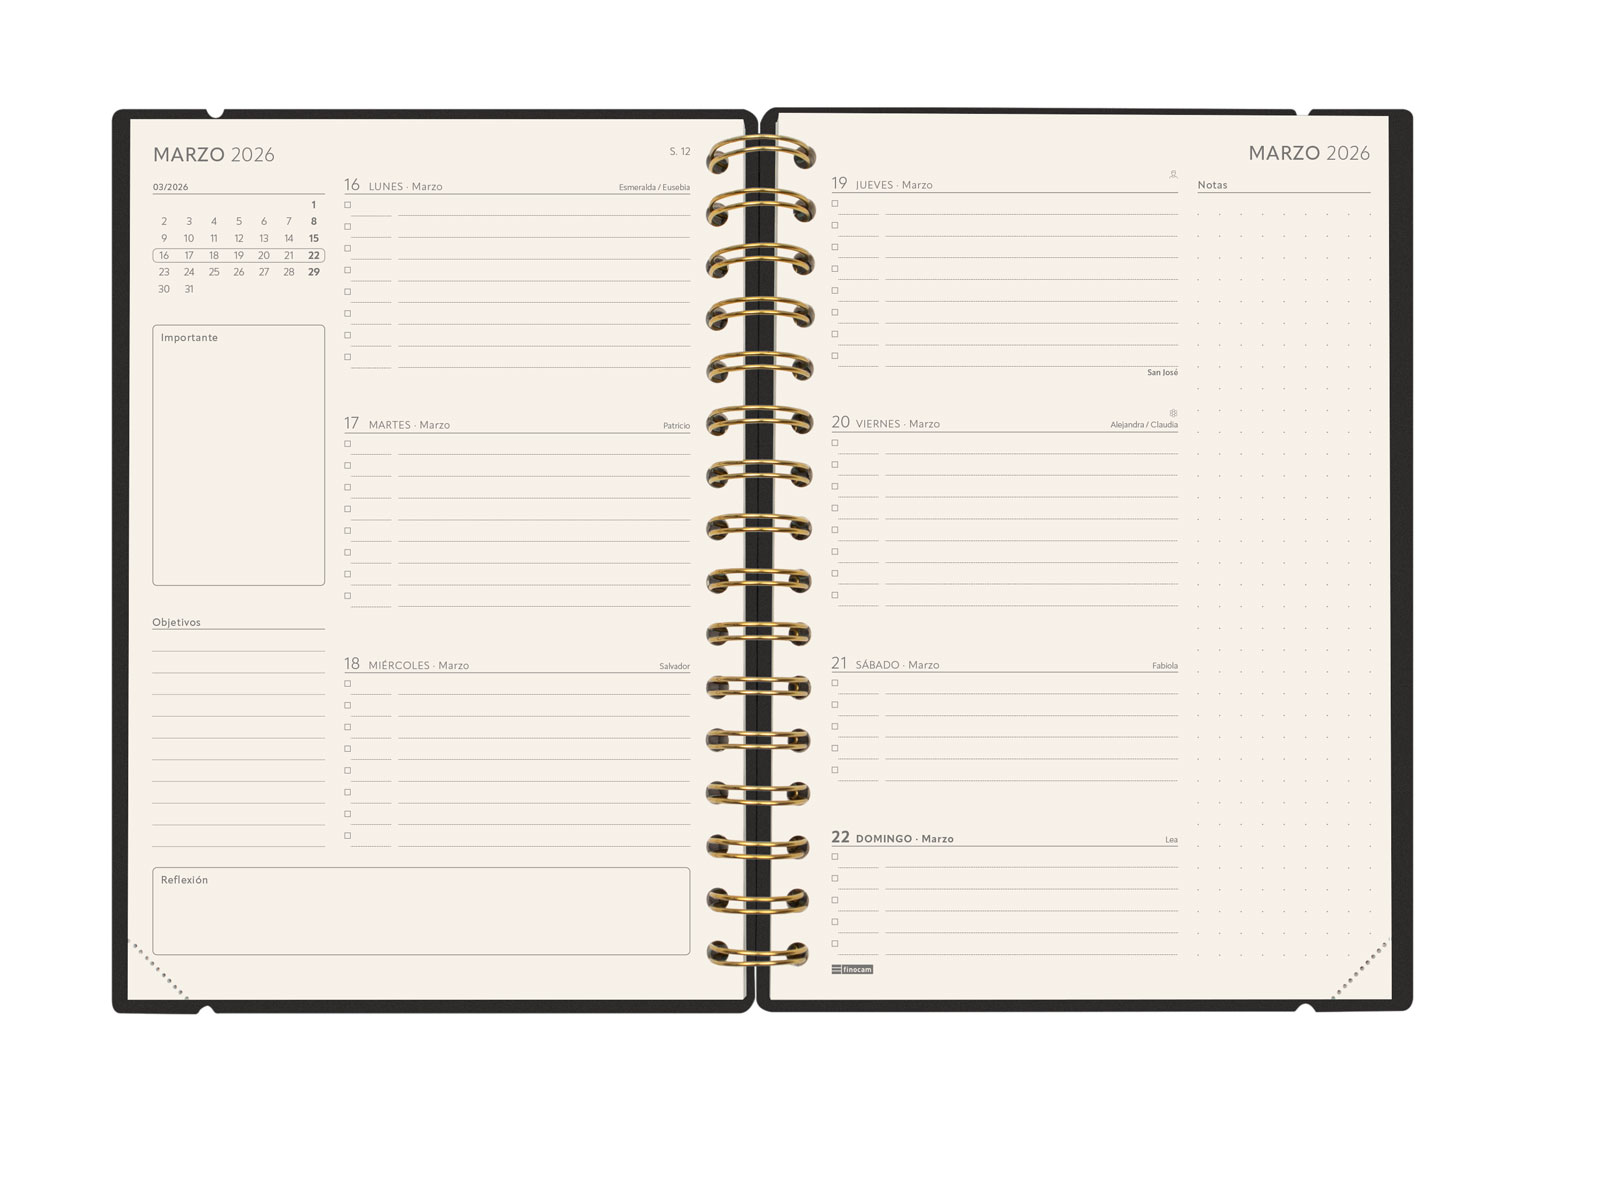 MARZO 2026
S. 12
03/2026
1
2 3 4 5 6 7 8
9 10 11 12 13 14 15
16 17 18 19 20 21 22
23 24 25 26 27 28 29
30 31
Importante
Objetivos
16 LUNES · Marzo Esmeralda / Eusebia
17 MARTES · Marzo Patricio
18 MIÉRCOLES · Marzo Salvador
Reflexión
MARZO 2026
19 JUEVES · Marzo
San José
20 VIERNES · Marzo Alejandra / Claudia
21 SÁBADO · Marzo Fabiola
22 DOMINGO · Marzo Lea
finocam
Notas